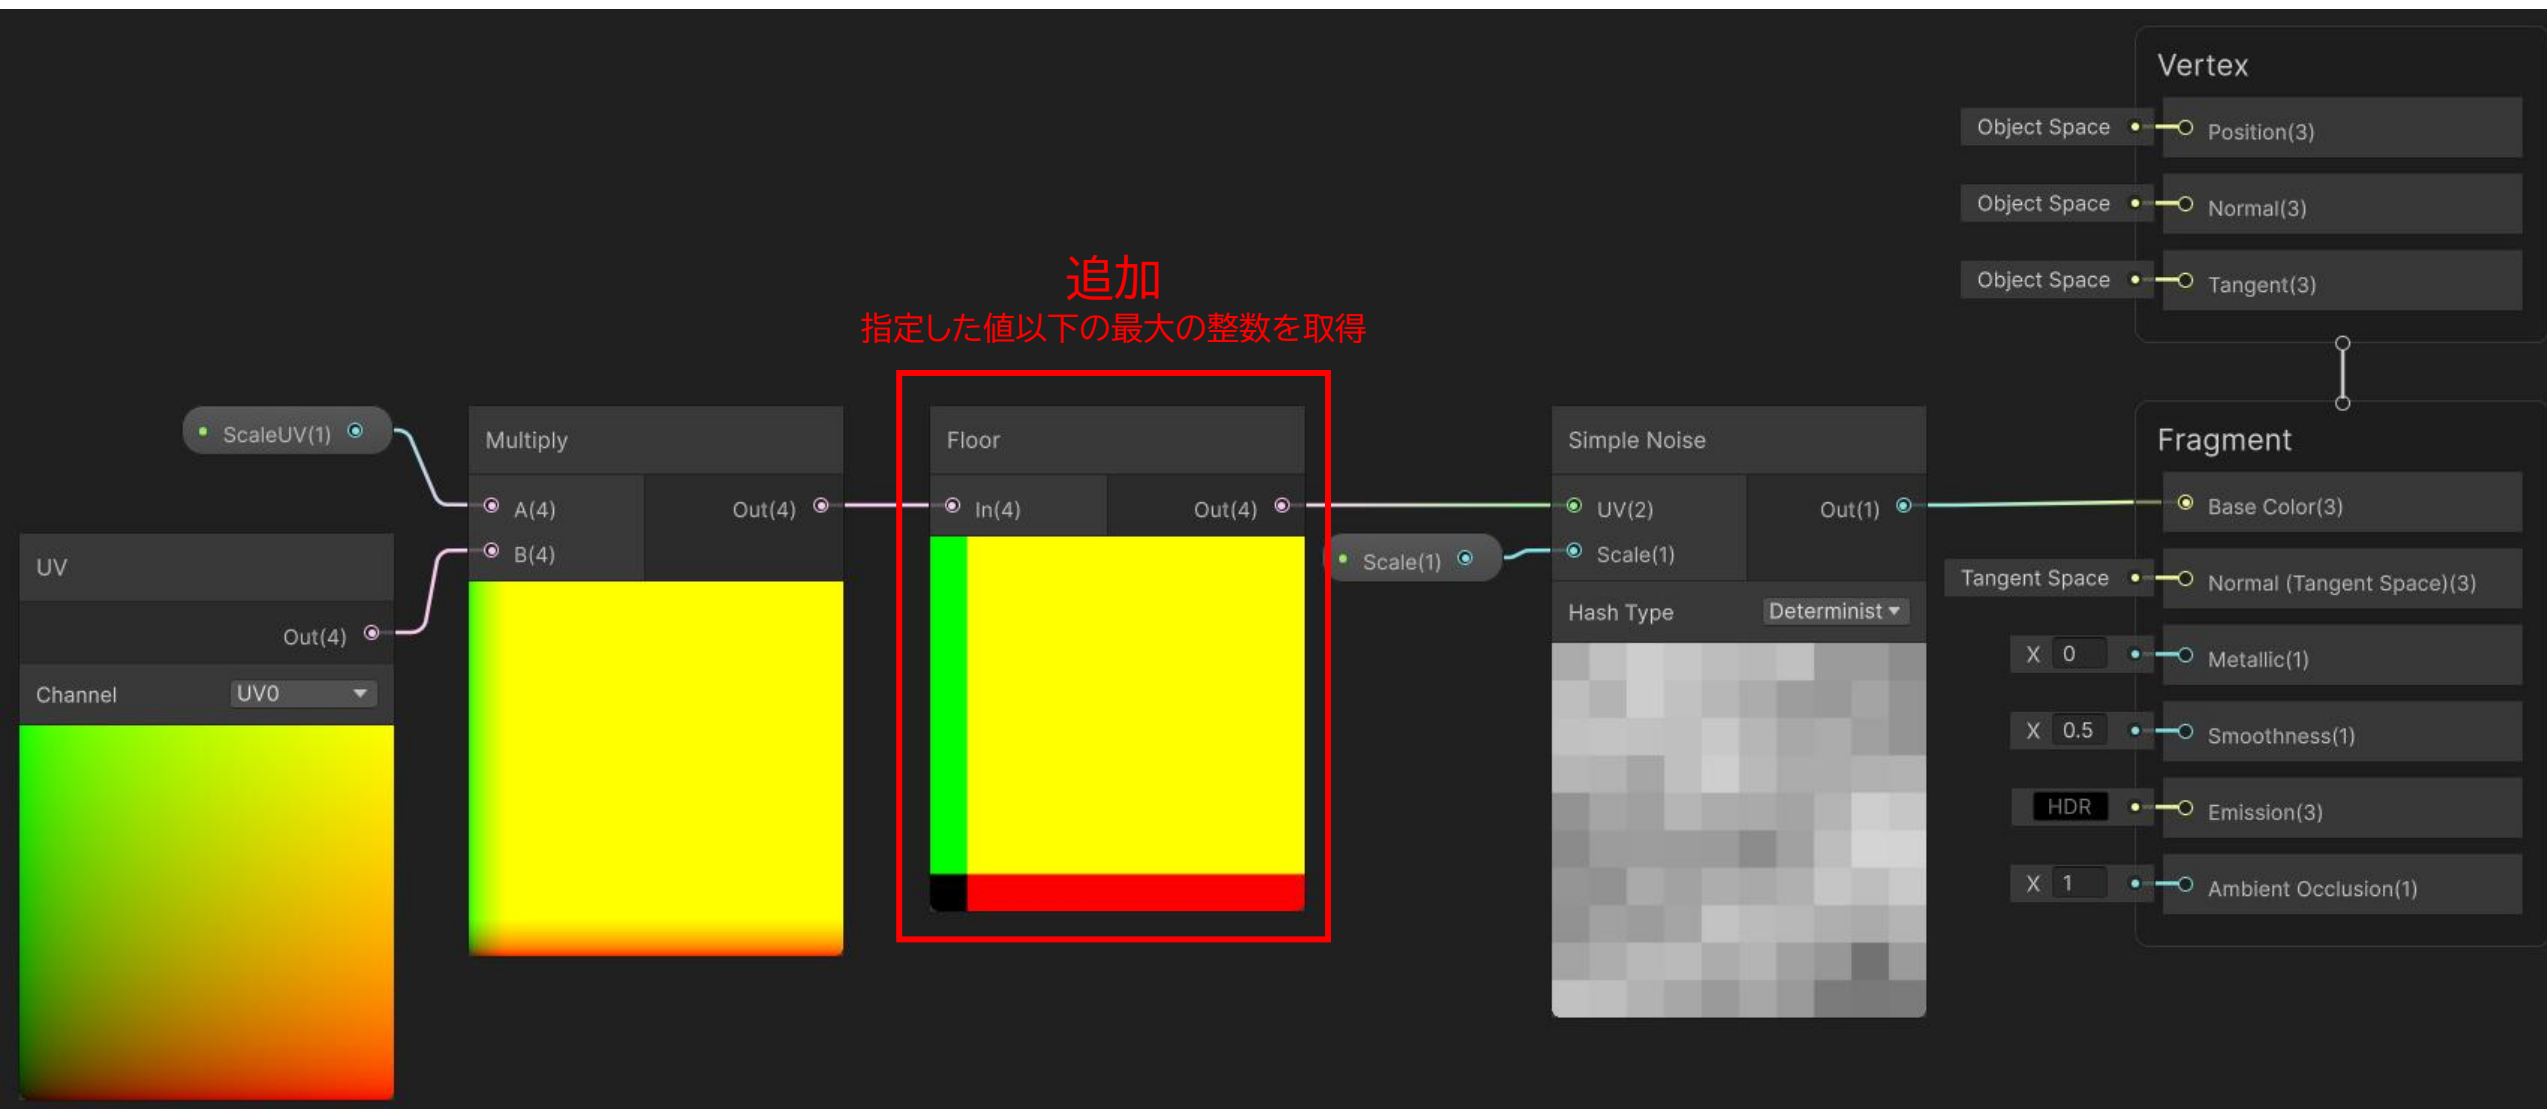 Vertex
Object Space
Position(3)
Object Space
Normal(3)
Object Space
Tangent(3)
追加
指定した値以下の最大の整数を取得
ScaleUV(1)
Multiply
A(4)
Out(4)
B(4)
UV
Out(4)
Channel
UV0
Floor
In(4)
Out(4)
Scale(1)
Simple Noise
UV(2)
Out(1)
Scale(1)
Hash Type
Determinist
Fragment
Base Color(3)
Tangent Space
Normal (Tangent Space)(3)
X 0
Metallic(1)
X 0.5
Smoothness(1)
HDR
Emission(3)
X 1
Ambient Occlusion(1)